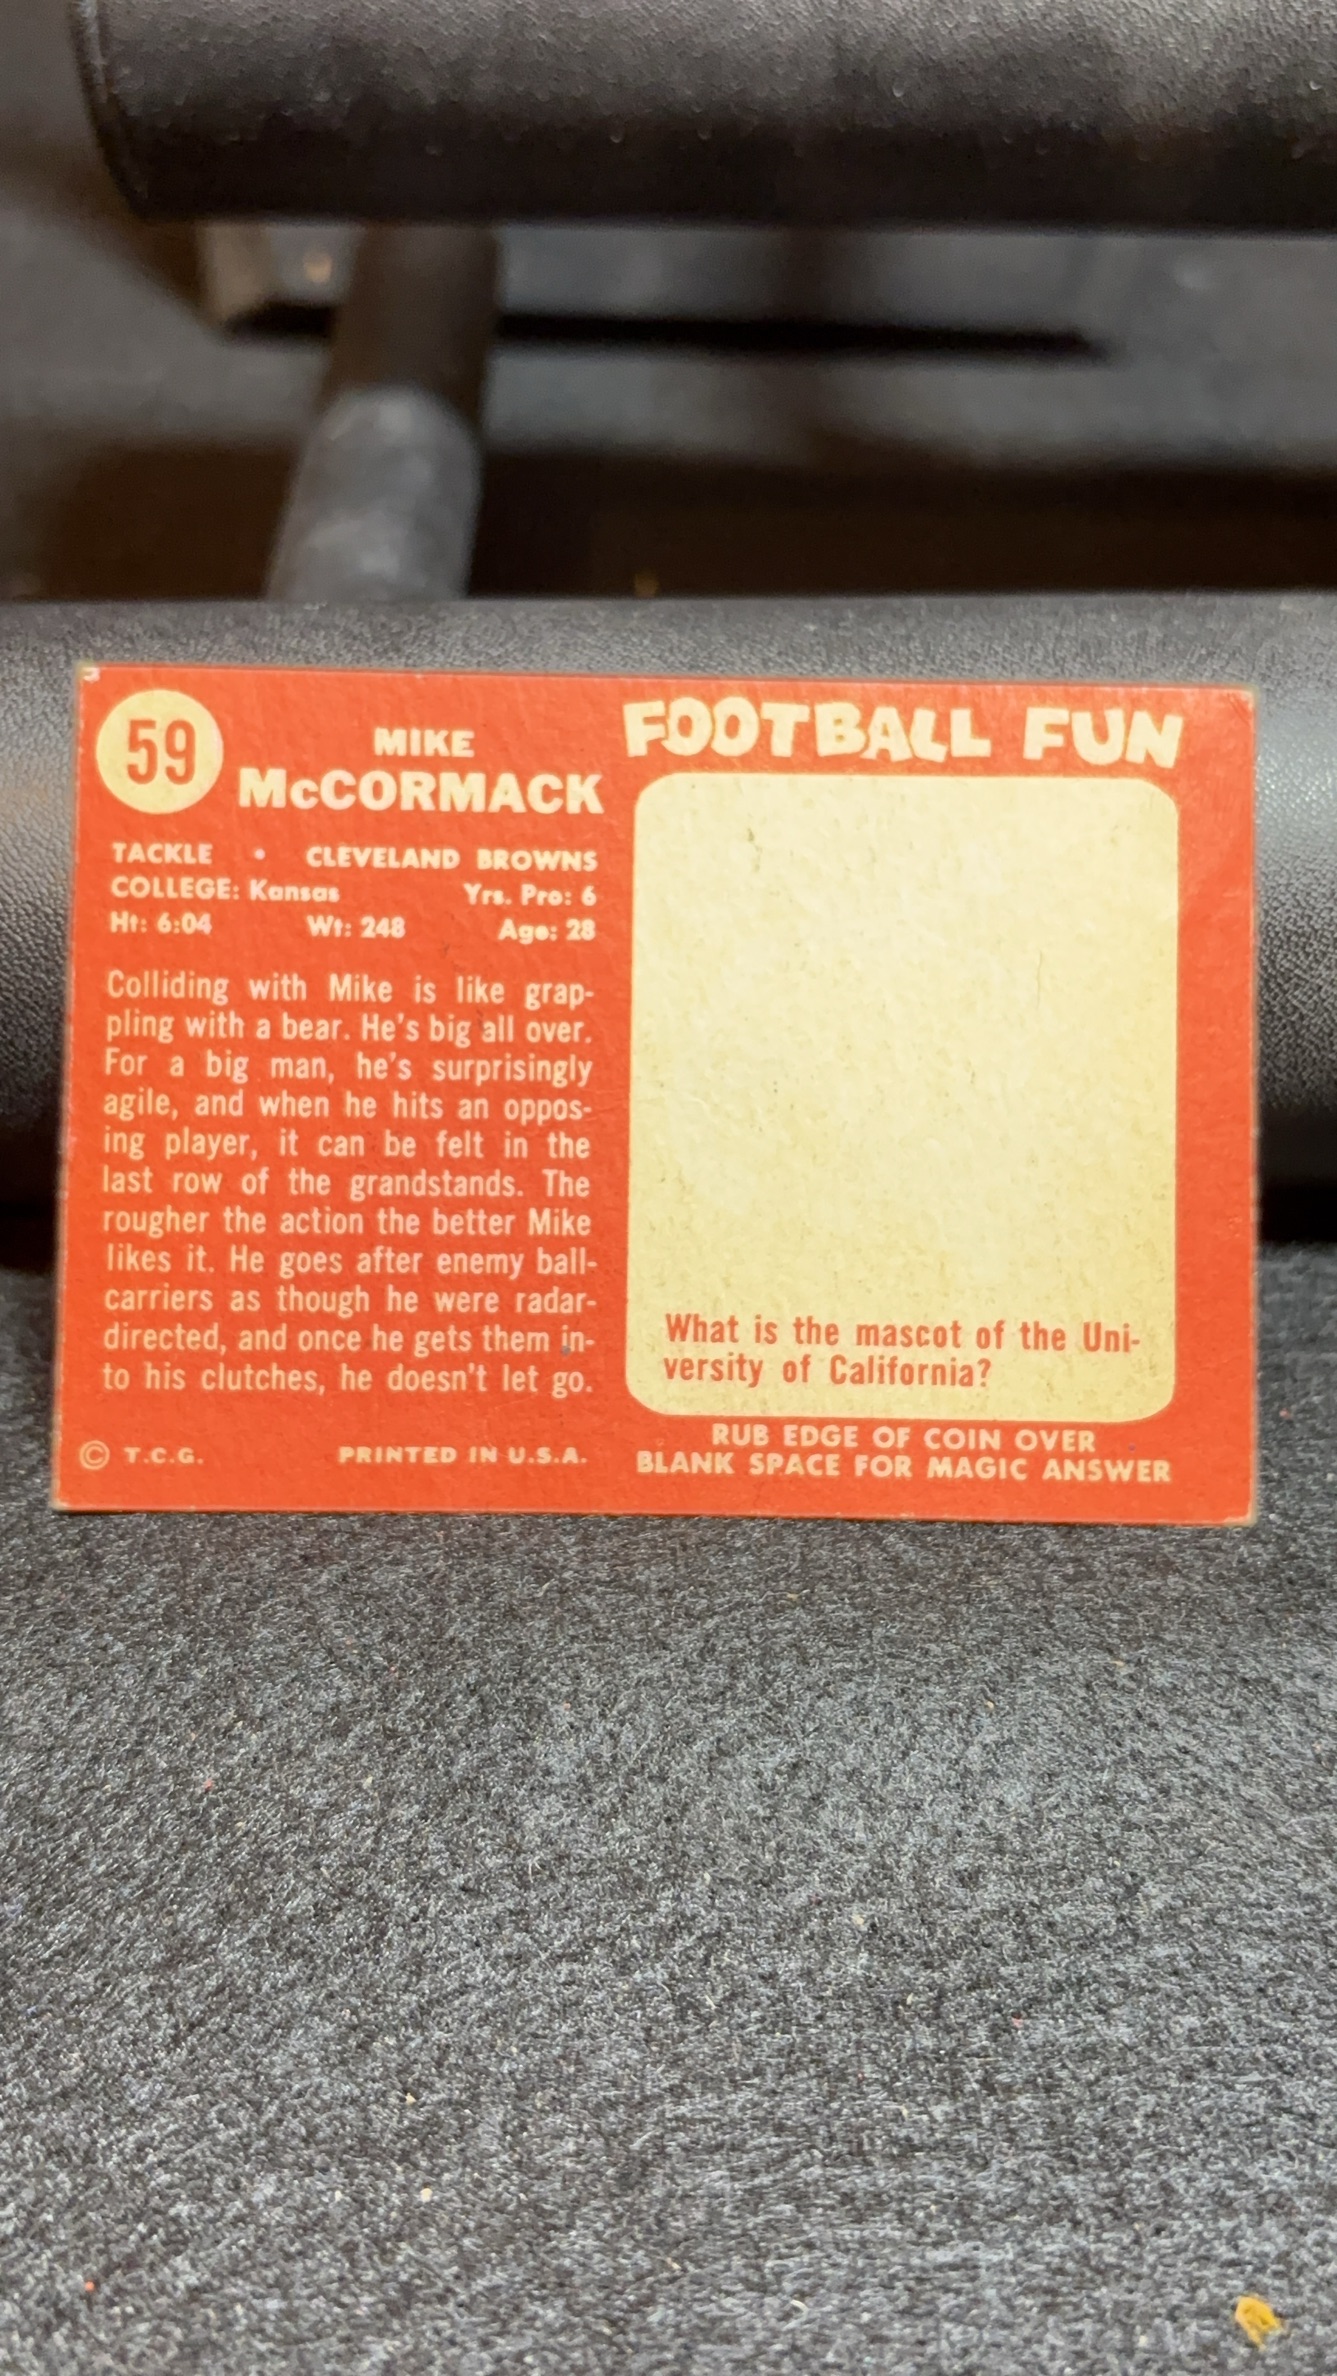 59
MIKE
McCORMACK
TACKLE • CLEVELAND BROWNS
COLLEGE: Kansas Yrs. Pro: 6
Ht: 6:04 Wt: 248 Age: 28
Colliding with Mike is like grap-
pling with a bear. He's big all over.
For a big man, he's surprisingly
agile, and when he hits an oppos-
ing player, it can be felt in the
last row of the grandstands. The
rougher the action the better Mike
likes it. He goes after enemy ball-
carriers as though he were radar-
directed, and once he gets them in-
to his clutches, he doesn't let go.
© T.C.G. PRINTED IN U.S.A.
FOOTBALL FUN
What is the mascot of the Uni-
versity of California?
RUB EDGE OF COIN OVER
BLANK SPACE FOR MAGIC ANSWER